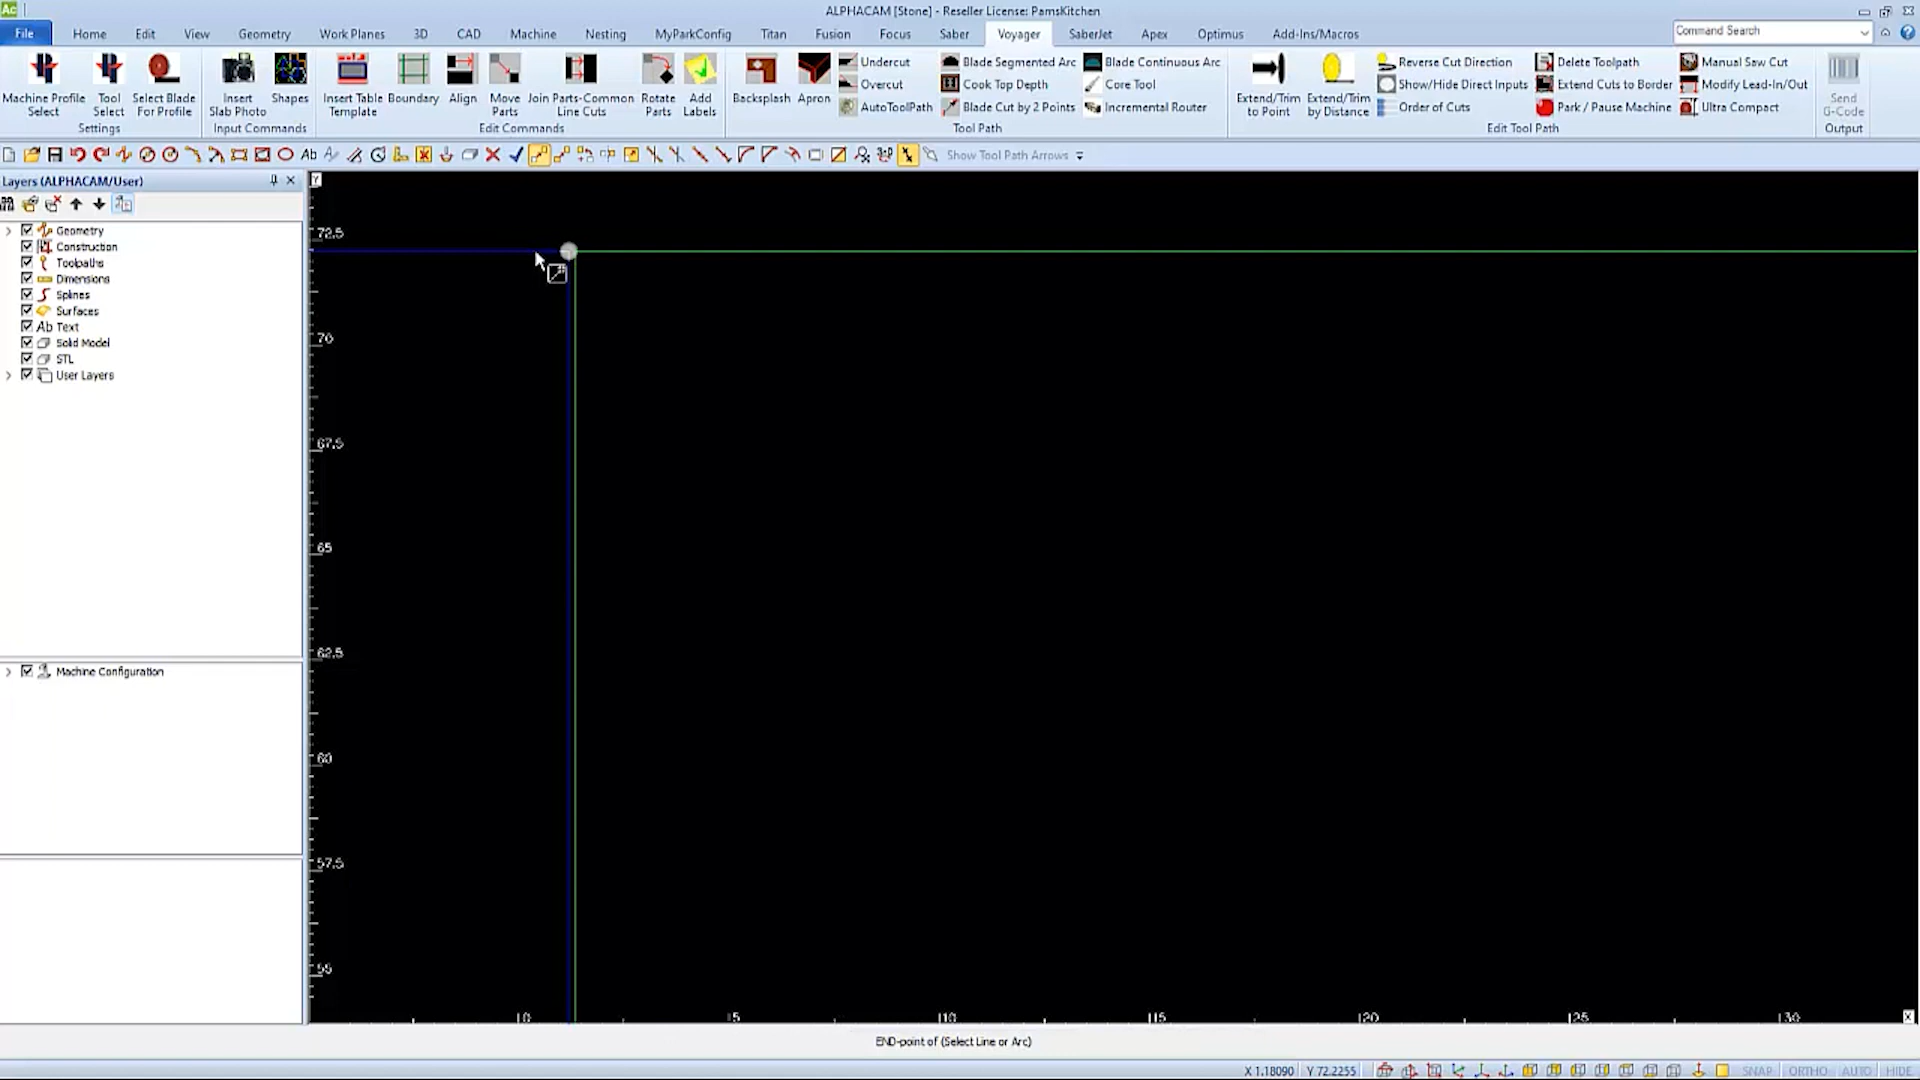 Ac
ALPHACAM [Stone] - Reseller License: PamsKitchen
File Home Edit View Geometry Work Planes 3D CAD Machine Nesting MyParkConfig Titan Fusion Focus Saber Voyager SaberJet Apex Optimus Add-Ins/Macros Command Search
Machine Profile Select
Tool Select
Select Blade For Profile
Settings
Insert Slab Photo
Shapes
Input Commands
Insert Table Template
Boundary
Align
Move Parts
Join Parts-Common Line Cuts
Rotate Parts
Add Labels
Edit Commands
Backsplash
Apron
Undercut
Overcut
AutoToolPath
Blade Segmented Arc
Cook Top Depth
Blade Cut by 2 Points
Blade Continuous Arc
Core Tool
Incremental Router
Tool Path
Extend/Trim to Point
Extend/Trim by Distance
Reverse Cut Direction
Show/Hide Direct Inputs
Order of Cuts
Delete Toolpath
Extend Cuts to Border
Park / Pause Machine
Manual Saw Cut
Modify Lead-In/Out
Ultra Compact
Edit Tool Path
Send G-Code
Output
Show Tool Path Arrows
Layers (ALPHACAM/User)
Geometry
Construction
Toolpaths
Dimensions
Splines
Surfaces
Ab Text
Solid Model
STL
User Layers
Machine Configuration
Y
72.5
70
67.5
65
62.5
60
57.5
55
0 5 10 15 20 25 30 X
END-point of (Select Line or Arc)
X 1.18090 Y 72.2255 SNAP ORTHO AUTO HIDE